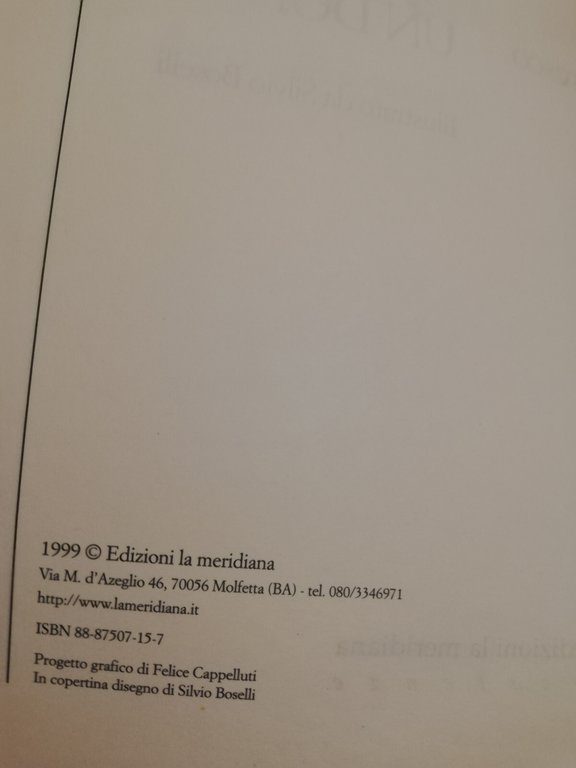 1999 © Edizioni la meridiana
Via M. d'Azeglio 46, 70056 Molfetta (BA) - tel. 080/3346971
http://www.lameridiana.it
ISBN 88-87507-15-7
Progetto grafico di Felice Cappelluti
In copertina disegno di Silvio Boselli